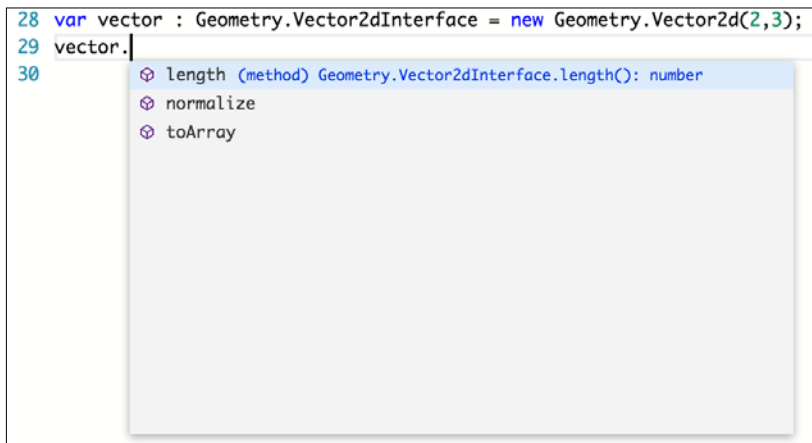 28 var vector : Geometry.Vector2dInterface = new Geometry.Vector2d(2,3);
29 vector.
30
length (method) Geometry.Vector2dInterface.length(): number
normalize
toArray